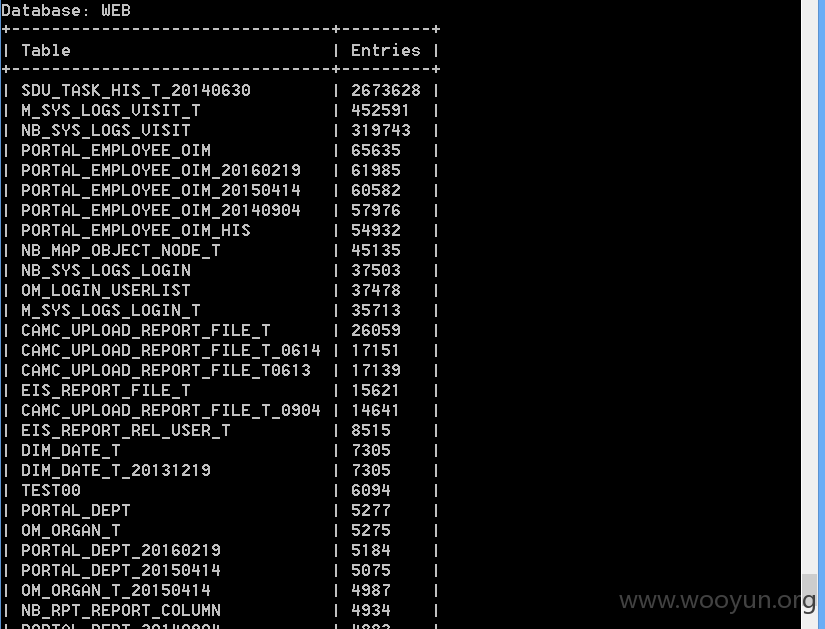 Database: WEB
+-------------------------------+---------+
| Table | Entries |
+-------------------------------+---------+
| SDU_TASK_HIS_T_20140630 | 2673628 |
| M_SYS_LOGS_VISIT_T | 452591 |
| NB_SYS_LOGS_VISIT | 319743 |
| PORTAL_EMPLOYEE_OIM | 65635 |
| PORTAL_EMPLOYEE_OIM_20160219 | 61985 |
| PORTAL_EMPLOYEE_OIM_20150414 | 60582 |
| PORTAL_EMPLOYEE_OIM_20140904 | 57976 |
| PORTAL_EMPLOYEE_OIM_HIS | 54932 |
| NB_MAP_OBJECT_NODE_T | 45135 |
| NB_SYS_LOGS_LOGIN | 37503 |
| OM_LOGIN_USERLIST | 37478 |
| M_SYS_LOGS_LOGIN_T | 35713 |
| CAMC_UPLOAD_REPORT_FILE_T | 26059 |
| CAMC_UPLOAD_REPORT_FILE_T_0614 | 17151 |
| CAMC_UPLOAD_REPORT_FILE_T0613 | 17139 |
| EIS_REPORT_FILE_T | 15621 |
| CAMC_UPLOAD_REPORT_FILE_T_0904 | 14641 |
| EIS_REPORT_REL_USER_T | 8515 |
| DIM_DATE_T | 7305 |
| DIM_DATE_T_20131219 | 7305 |
| TEST00 | 6094 |
| PORTAL_DEPT | 5277 |
| OM_ORGAN_T | 5275 |
| PORTAL_DEPT_20160219 | 5184 |
| PORTAL_DEPT_20150414 | 5075 |
| OM_ORGAN_T_20150414 | 4987 |
| NB_RPT_REPORT_COLUMN | 4934 |
www.wooyun.org